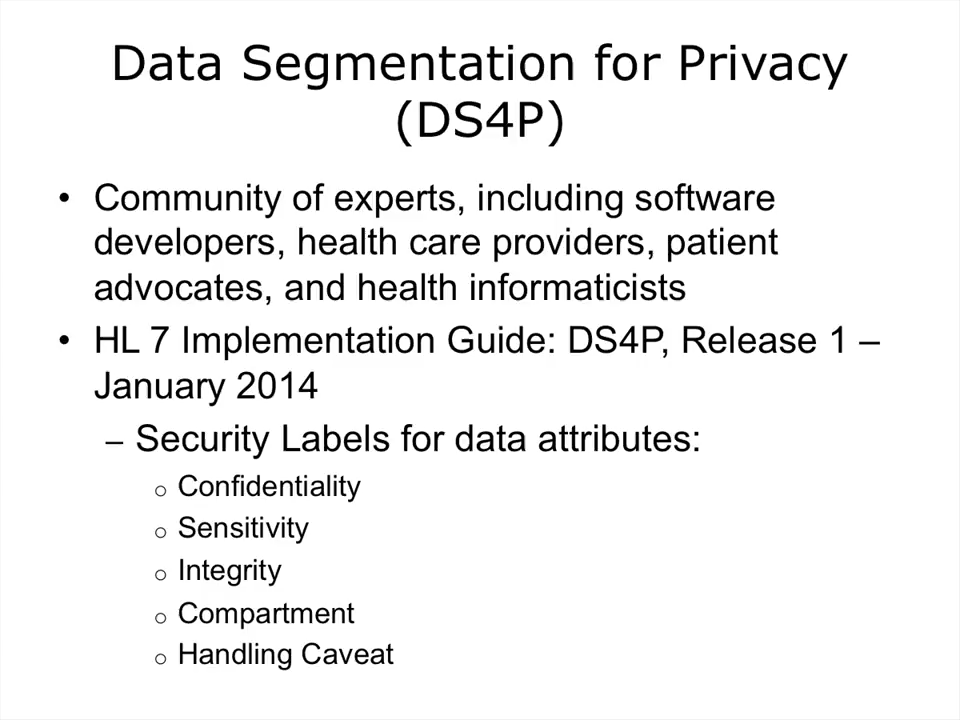 Data Segmentation for Privacy
(DS4P)
• Community of experts, including software
developers, health care providers, patient
advocates, and health informaticists
• HL 7 Implementation Guide: DS4P, Release 1 –
January 2014
– Security Labels for data attributes:
o Confidentiality
o Sensitivity
o Integrity
o Compartment
o Handling Caveat